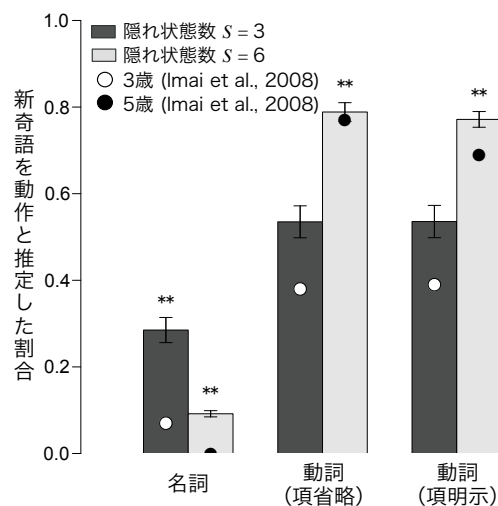 新奇語を動作と推定した割合
1.0
0.8
0.6
0.4
0.2
0.0
隠れ状態数 S = 3
隠れ状態数 S = 6
3歳 (Imai et al., 2008)
5歳 (Imai et al., 2008)
**
**
**
**
名詞
動詞
（項省略）
動詞
（項明示）